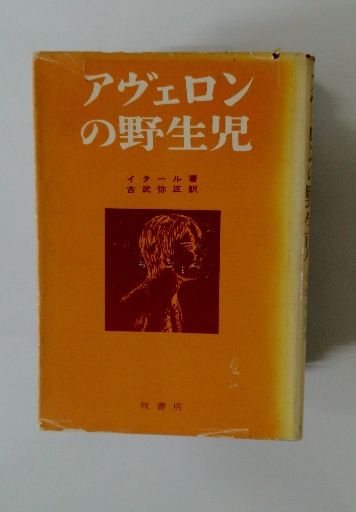 アヴェロン
の野生児
イタール著
古武弥正訳
牧書店